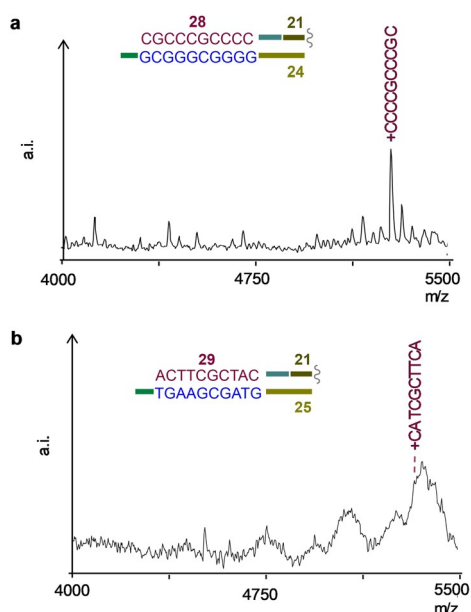 a
28 21
CGCCCGCCCC
GCGGGCGGGG
24
+CCCCGCCCGC
a.i.
4000 4750 5500
m/z
b
29 21
ACTTCGCTAC
TGAAGCGATG
25
+CATCGCTTCA
a.i.
4000 4750 5500
m/z